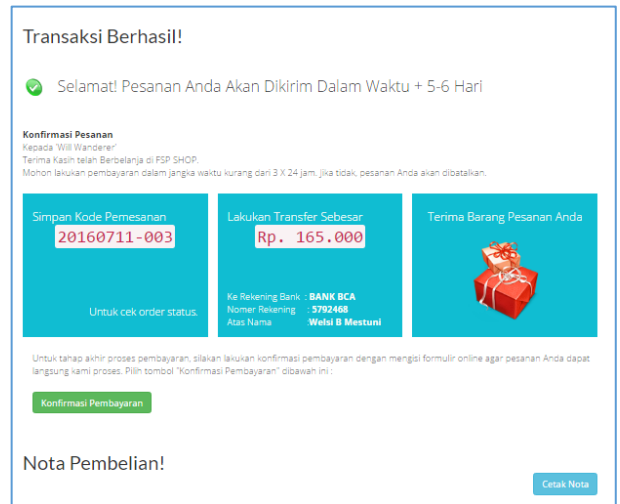 Transaksi Berhasil!
Selamat! Pesanan Anda Akan Dikirim Dalam Waktu + 5-6 Hari
Konfirmasi Pesanan
Kepada 'Will Wanderer'
Terima Kasih telah Berbelanja di FSP SHOP.
Mohon lakukan pembayaran dalam jangka waktu kurang dari 3 X 24 jam. Jika tidak, pesanan Anda akan dibatalkan.
Simpan Kode Pemesanan
20160711-003
Untuk cek order status.
Lakukan Transfer Sebesar
Rp. 165.000
Ke Rekening Bank : BANK BCA
Nomer Rekening : 5792468
Atas Nama :Welsi B Mestuni
Terima Barang Pesanan Anda
Untuk tahap akhir proses pembayaran, silakan lakukan konfirmasi pembayaran dengan mengisi formulir online agar pesanan Anda dapat
langsung kami proses. Pilih tombol "Konfirmasi Pembayaran" dibawah ini :
Konfirmasi Pembayaran
Nota Pembelian!
Cetak Nota